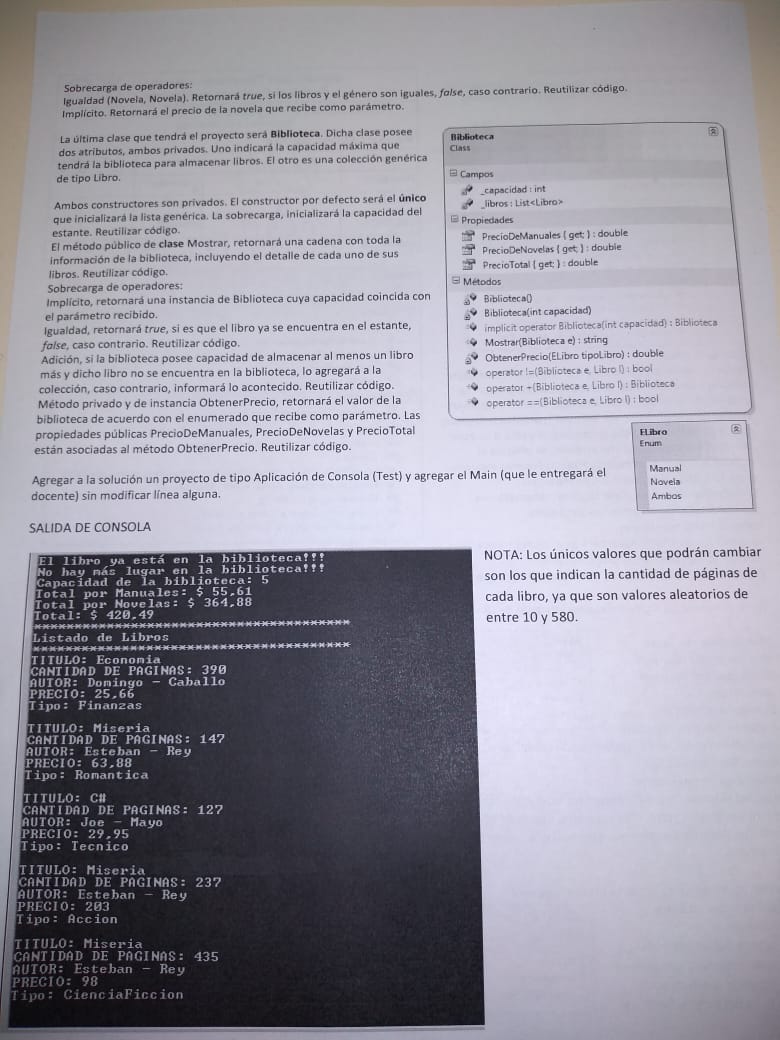 Sobrecarga de operadores:
Igualdad (Novela, Novela). Retornará true, si los libros y el género son iguales, false, caso contrario. Reutilizar código.
Implícito. Retornará el precio de la novela que recibe como parámetro.
La última clase que tendrá el proyecto será Biblioteca. Dicha clase posee
dos atributos, ambos privados. Uno indicará la capacidad máxima que
tendrá la biblioteca para almacenar libros. El otro es una colección genérica
de tipo Libro.
Ambos constructores son privados. El constructor por defecto será el único
que inicializará la lista genérica. La sobrecarga, inicializará la capacidad del
estante. Reutilizar código.
El método público de clase Mostrar, retornará una cadena con toda la
información de la biblioteca, incluyendo el detalle de cada uno de sus
libros. Reutilizar código.
Sobrecarga de operadores:
Implícito, retornará una instancia de Biblioteca cuya capacidad coincida con
el parámetro recibido.
Igualdad, retornará true, si es que el libro ya se encuentra en el estante,
false, caso contrario. Reutilizar código.
Adición, si la biblioteca posee capacidad de almacenar al menos un libro
más y dicho libro no se encuentra en la biblioteca, lo agregará a la
colección, caso contrario, informará lo acontecido. Reutilizar código.
Método privado y de instancia ObtenerPrecio, retornará el valor de la
biblioteca de acuerdo con el enumerado que recibe como parámetro. Las
propiedades públicas PrecioDeManuales, PrecioDeNovelas y PrecioTotal
están asociadas al método ObtenerPrecio. Reutilizar código.
Biblioteca
Class
Campos
_capacidad : int
_libros : List<Libro>
Propiedades
PrecioDeManuales { get; } : double
PrecioDeNovelas { get; } : double
PrecioTotal { get; } : double
Métodos
Biblioteca()
Biblioteca(int capacidad)
implicit operator Biblioteca(int capacidad) : Biblioteca
Mostrar(Biblioteca e) : string
ObtenerPrecio(ELibro tipoLibro) : double
operator !=(Biblioteca e, Libro l) : bool
operator +(Biblioteca e, Libro l) : Biblioteca
operator ==(Biblioteca e, Libro l) : bool
ELibro
Enum
Manual
Novela
Ambos
Agregar a la solución un proyecto de tipo Aplicación de Consola (Test) y agregar el Main (que le entregará el
docente) sin modificar línea alguna.
SALIDA DE CONSOLA
El libro ya está en la biblioteca!!!
No hay más lugar en la biblioteca!!!
Capacidad de la biblioteca: 5
Total por Manuales: $ 55,61
Total por Novelas: $ 364,88
Total: $ 420,49
******************************************
Listado de Libros
******************************************
TITULO: Economia
CANTIDAD DE PAGINAS: 390
AUTOR: Domingo - Caballo
PRECIO: 25,66
Tipo: Finanzas
TITULO: Miseria
CANTIDAD DE PAGINAS: 147
AUTOR: Esteban - Rey
PRECIO: 63,88
Tipo: Romantica
TITULO: C#
CANTIDAD DE PAGINAS: 127
AUTOR: Joe - Mayo
PRECIO: 29,95
Tipo: Tecnico
TITULO: Miseria
CANTIDAD DE PAGINAS: 237
AUTOR: Esteban - Rey
PRECIO: 203
Tipo: Accion
TITULO: Miseria
CANTIDAD DE PAGINAS: 435
AUTOR: Esteban - Rey
PRECIO: 98
Tipo: CienciaFiccion
NOTA: Los únicos valores que podrán cambiar
son los que indican la cantidad de páginas de
cada libro, ya que son valores aleatorios de
entre 10 y 580.